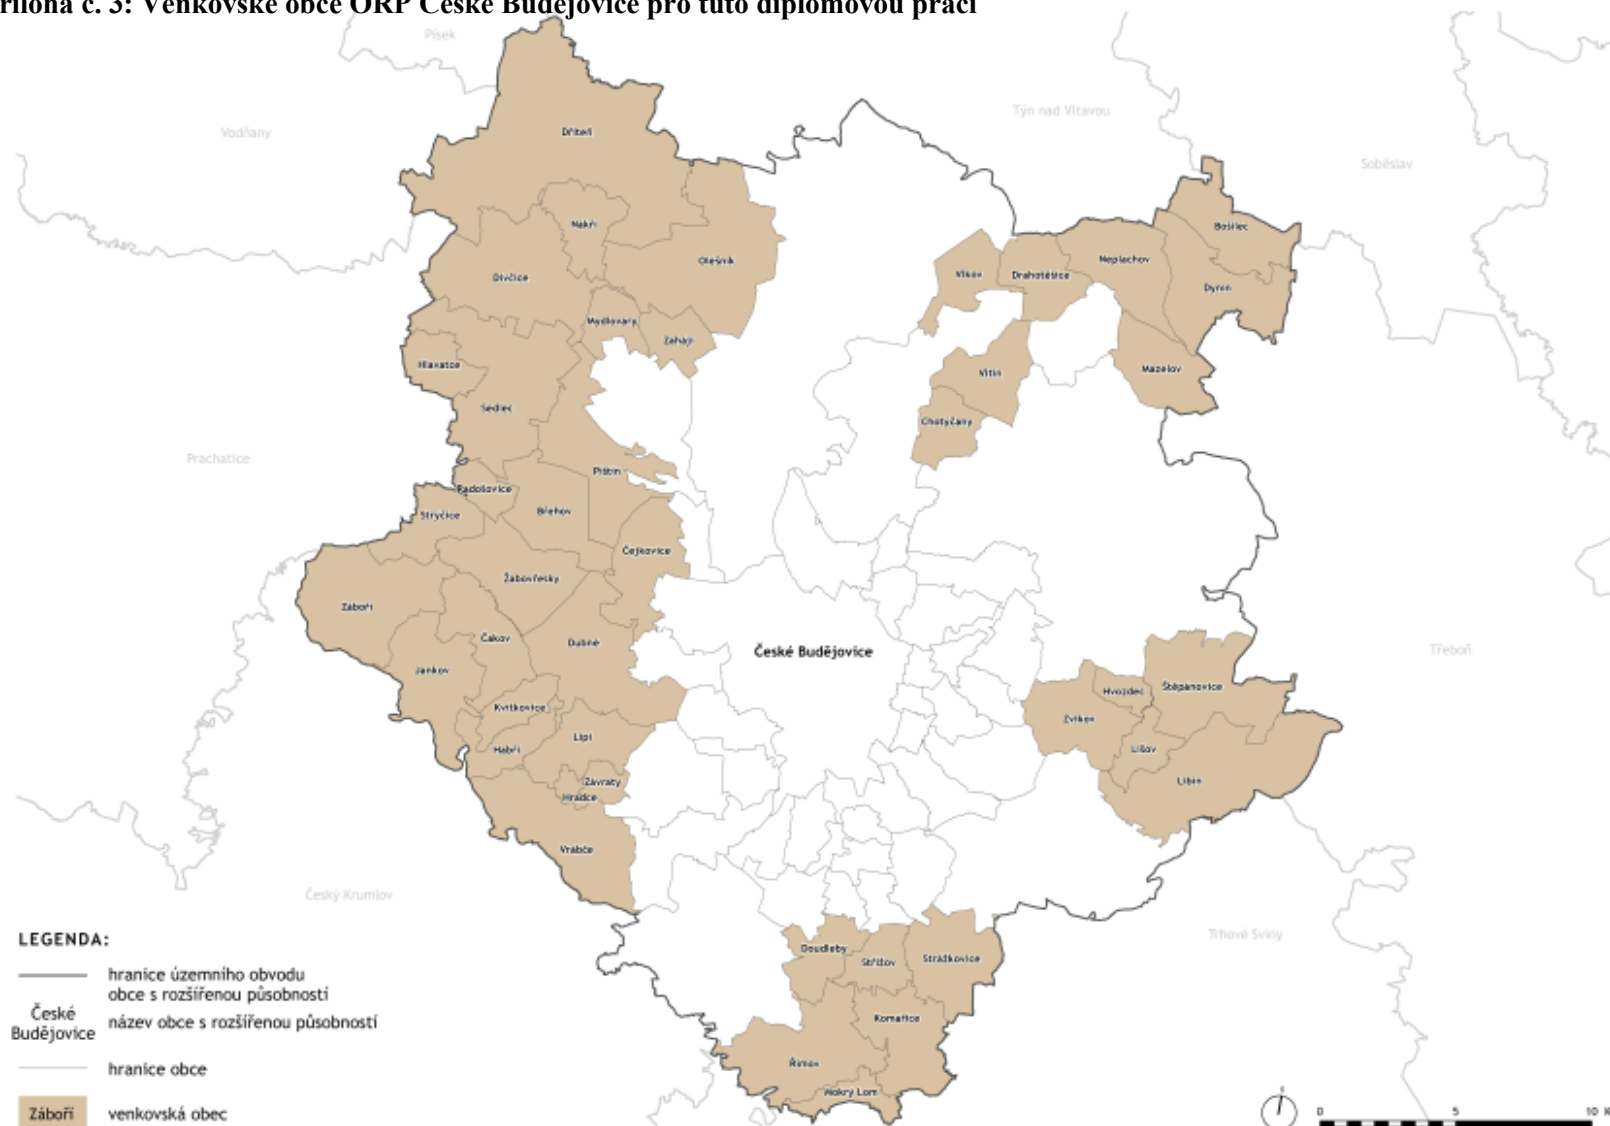 říloha č. 3: Venkovské obce ORP České Budějovice pro tuto diplomovou práci
Písek
Týn nad Vltavou
Vodňany
Soběslav
Dříteň
Nákří
Bošilec
Olešník
Neplachov
Dívčice
Vlkov
Drahotěšice
Dynín
Mydlovary
Zahájí
Hlavatce
Vitín
Mazelov
Sedlec
Chotýčany
Prachatice
Pištín
Radošovice
Strýčice
Břehov
Čejkovice
Žabovřesky
Záboří
Čakov
Dubné
České Budějovice
Třeboň
Jankov
Hvozdec
Štěpánovice
Kvítkovice
Zvíkov
Lipí
Habří
Lišov
Závraty
Libín
Hradce
Vrábče
Český Krumlov
Trhové Sviny
Doudleby
Střížov
Strážkovice
Komařice
Římov
Mokrý Lom
LEGENDA:
hranice územního obvodu
obce s rozšířenou působností
České
Budějovice
název obce s rozšířenou působností
hranice obce
Záboří
venkovská obec
0 5 10 K